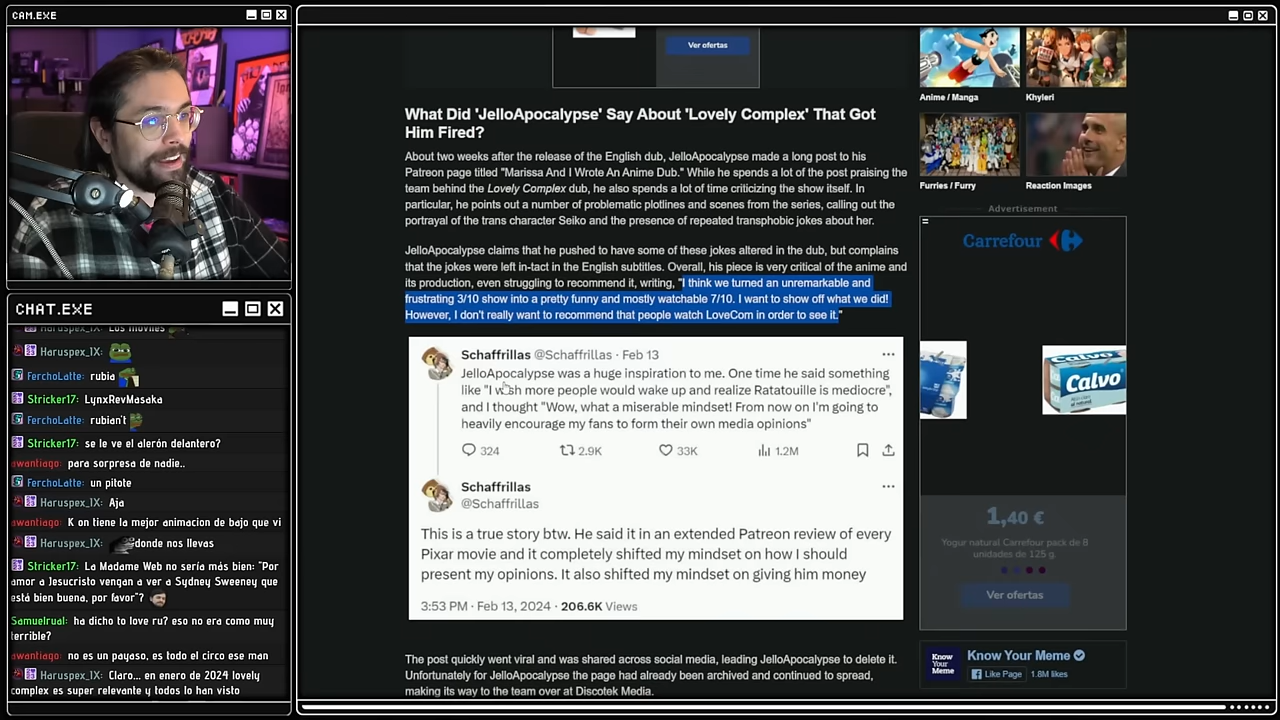 CAM.EXE
CHAT.EXE
Haruspex_1X: Los moviles
Haruspex_1X:
FerchoLatte: rubia
Stricker17: LynxRevMasaka
FerchoLatte: rubian't
Stricker17: se le ve el alerón delantero?
awantiago: para sorpresa de nadie..
FerchoLatte: un pitote
Haruspex_1X: Aja
awantiago: K on tiene la mejor animacion de bajo que vi
Haruspex_1X: donde nos lleves
Stricker17: La Madame Web no sería más bien: "Por
amor a Jesucristo vengan a ver a Sydney Sweeney que
está bien buena, por favor"?
Samuelrual: ha dicho to love ru? eso no era como muy
terrible?
awantiago: no es un payaso, es todo el circo ese man
Haruspex_1X: Claro... en enero de 2024 lovely
complex es super relevante y todos lo han visto
Ver ofertas
What Did 'JelloApocalypse' Say About 'Lovely Complex' That Got
Him Fired?
About two weeks after the release of the English dub, JelloApocalypse made a long post to his
Patreon page titled "Marissa And I Wrote An Anime Dub." While he spends a lot of the post praising the
team behind the Lovely Complex dub, he also spends a lot of time criticizing the show itself. In
particular, he points out a number of problematic plotlines and scenes from the series, calling out the
portrayal of the trans character Seiko and the presence of repeated transphobic jokes about her.
JelloApocalypse claims that he pushed to have some of these jokes altered in the dub, but complains
that the jokes were left in-tact in the English subtitles. Overall, his piece is very critical of the anime and
its production, even struggling to recommend it, writing, "I think we turned an unremarkable and
frustrating 3/10 show into a pretty funny and mostly watchable 7/10. I want to show off what we did!
However, I don't really want to recommend that people watch LoveCom in order to see it."
Schaffrillas @Schaffrillas · Feb 13
JelloApocalypse was a huge inspiration to me. One time he said something
like "I wish more people would wake up and realize Ratatouille is mediocre",
and I thought "Wow, what a miserable mindset! From now on I'm going to
heavily encourage my fans to form their own media opinions"
324 2.9K 33K 1.2M
Schaffrillas
@Schaffrillas
This is a true story btw. He said it in an extended Patreon review of every
Pixar movie and it completely shifted my mindset on how I should
present my opinions. It also shifted my mindset on giving him money
3:53 PM · Feb 13, 2024 · 206.6K Views
The post quickly went viral and was shared across social media, leading JelloApocalypse to delete it.
Unfortunately for JelloApocalypse the page had already been archived and continued to spread,
making its way to the team over at Discotek Media.
Anime / Manga
Khyleri
Furries / Furry
Reaction Images
Advertisement
Carrefour
Calvo
1,40 €
Yogur natural Carrefour pack de 8
unidades de 125 g.
Ver ofertas
Know
Your
Meme
Know Your Meme
Like Page 1.8M likes